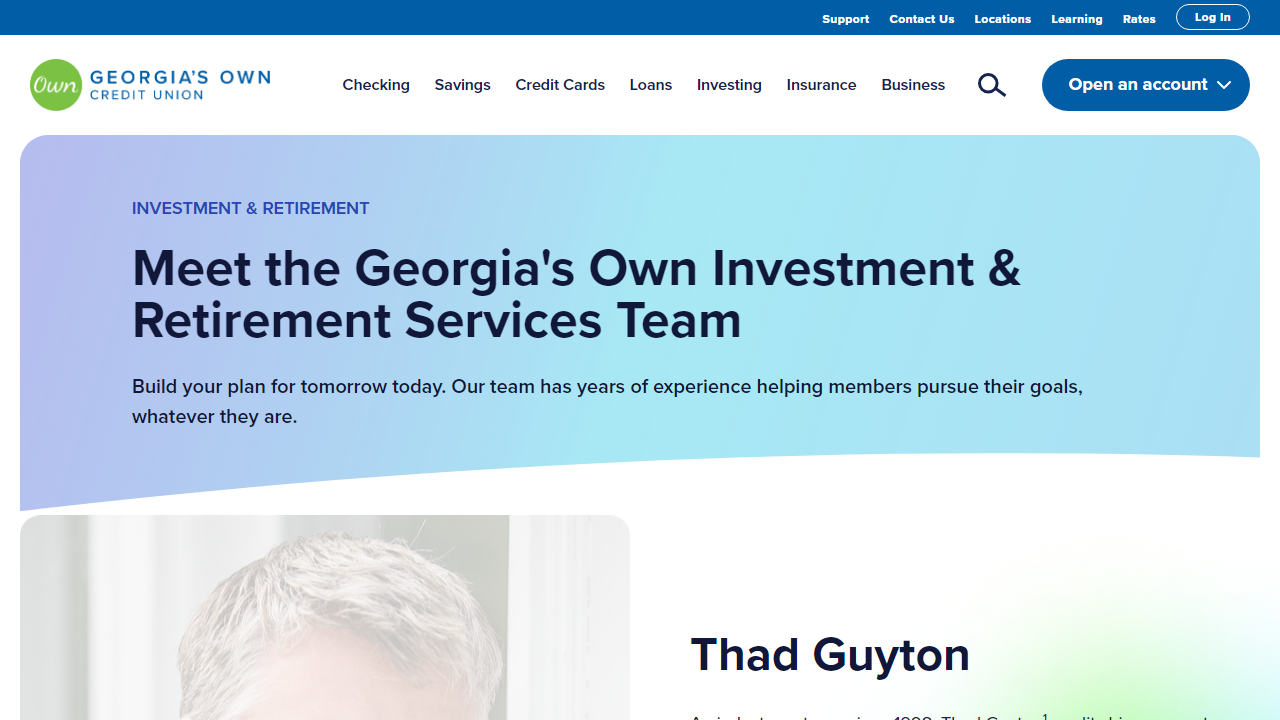 Support Contact Us Locations Learning Rates Log In
Own GEORGIA'S OWN
CREDIT UNION
Checking Savings Credit Cards Loans Investing Insurance Business Open an account
INVESTMENT & RETIREMENT
Meet the Georgia's Own Investment &
Retirement Services Team
Build your plan for tomorrow today. Our team has years of experience helping members pursue their goals,
whatever they are.
Thad Guyton